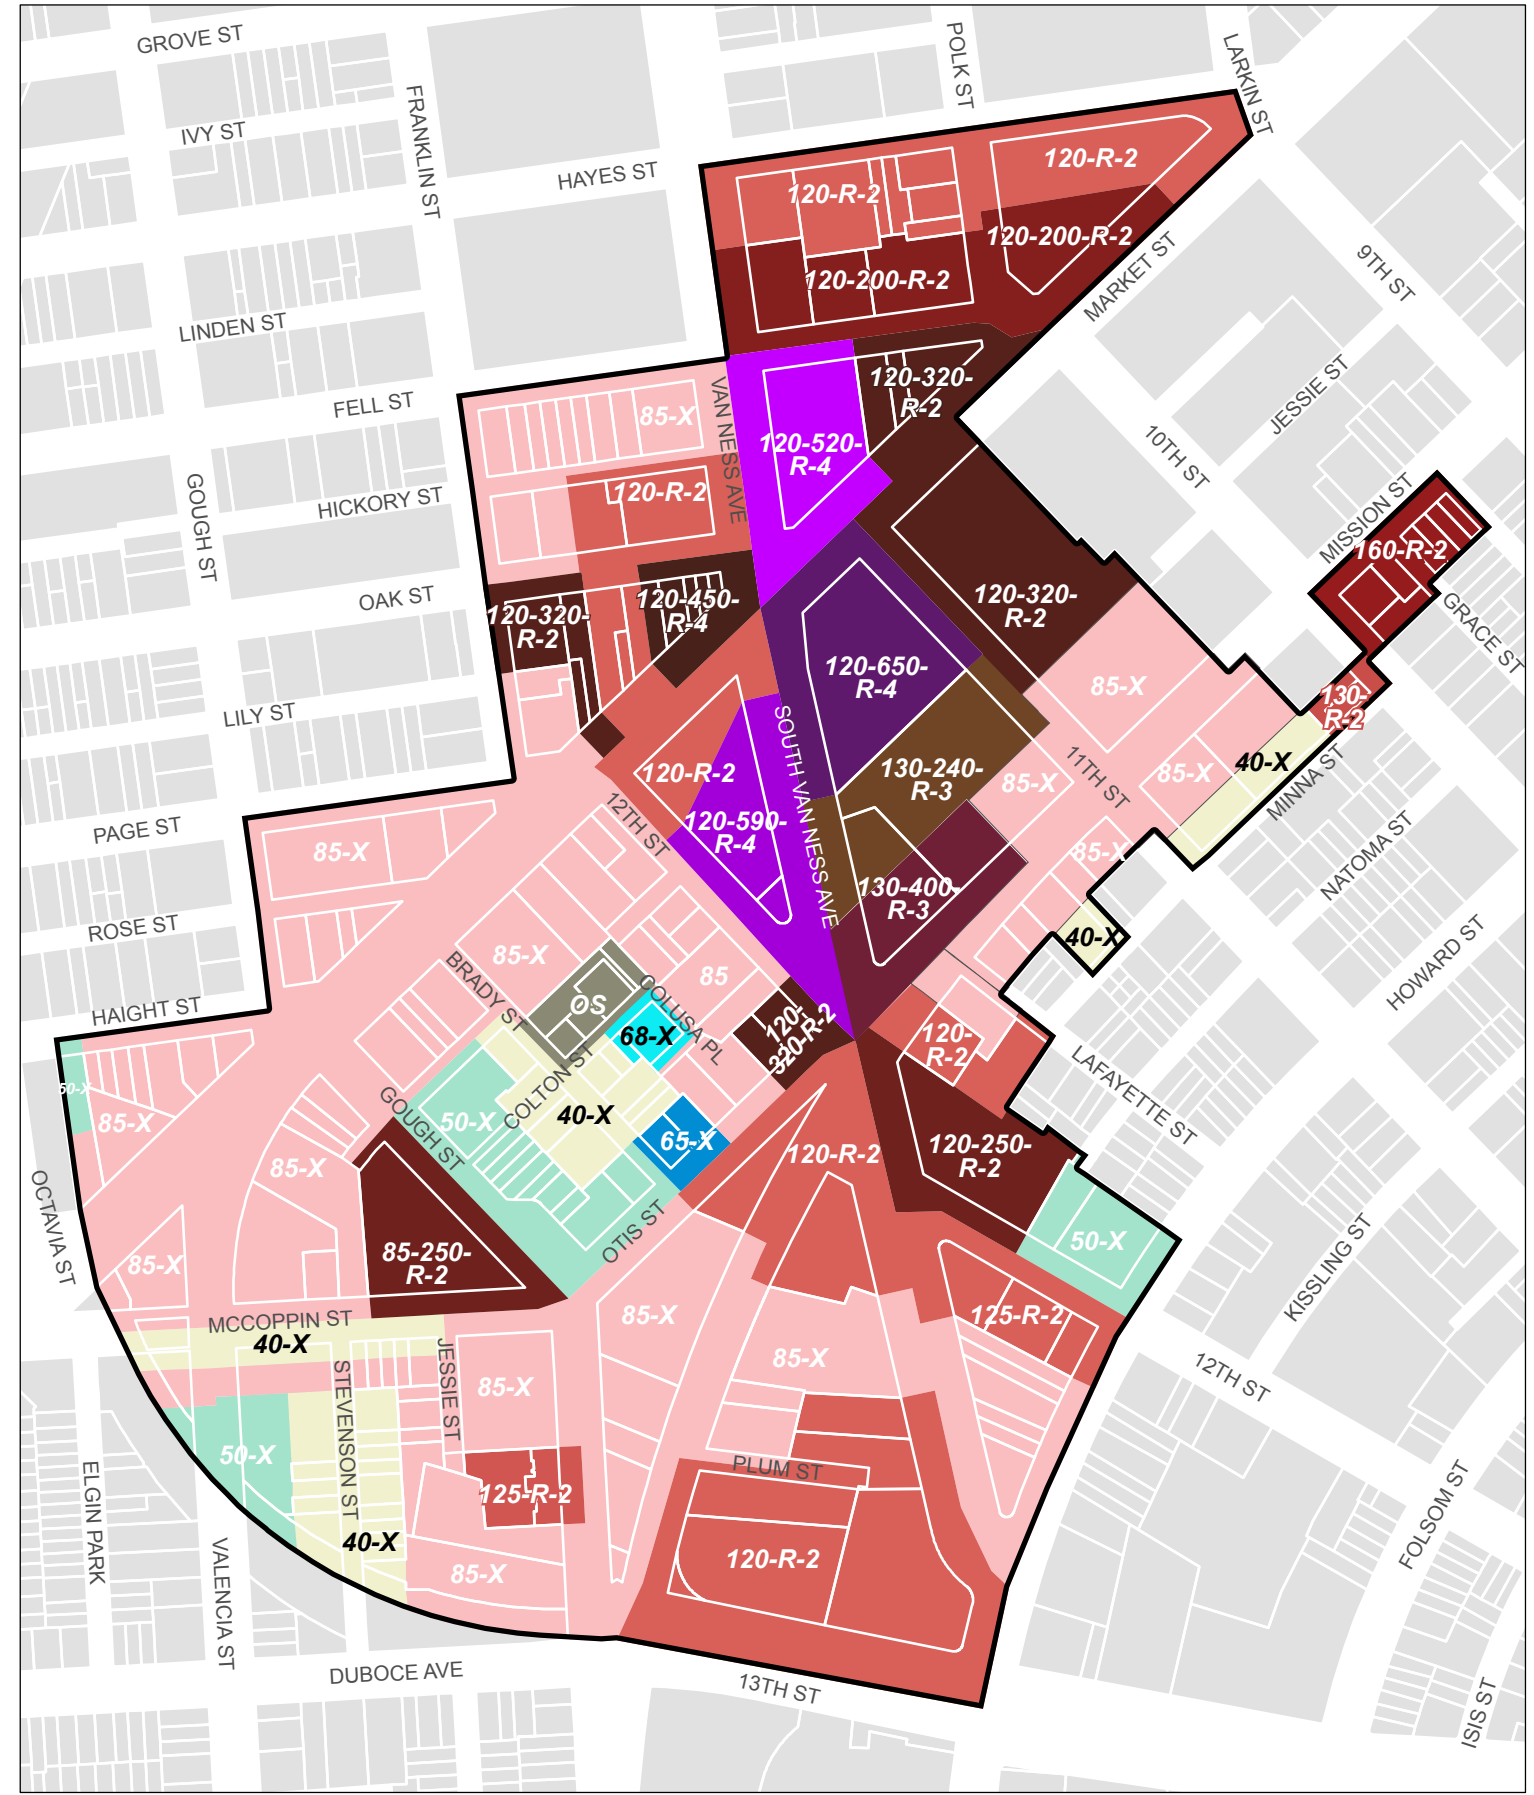 GROVE ST
POLK ST
LARKIN ST
IVY ST
FRANKLIN ST
HAYES ST
120-R-2
120-R-2
120-200-R-2
120-200-R-2
MARKET ST
9TH ST
LINDEN ST
FELL ST
VAN NESS AVE
85-X
120-320-
R-2
JESSIE ST
120-520-
R-4
10TH ST
GOUGH ST
HICKORY ST
120-R-2
MISSION ST
160-R-2
OAK ST
120-320-
R-2
120-450-
R-4
120-320-
R-2
GRACE ST
120-650-
R-4
85-X
130-
R-2
LILY ST
SOUTH VAN NESS AVE
120-R-2
130-240-
R-3
85-X
11TH ST
85-X
40-X
MINNA ST
PAGE ST
85-X
12TH ST
120-590-
R-4
85-X
NATOMA ST
130-400-
R-3
ROSE ST
85-X
40-X
HOWARD ST
BRADY ST
OS
COLUSA PL
85
HAIGHT ST
68-X
120-
320-R-2
120-
R-2
LAFAYETTE ST
50-X
85-X
GOUGH ST
50-X
COLTON ST
40-X
65-X
120-R-2
120-250-
R-2
OCTAVIA ST
85-X
85-X
85-250-
R-2
OTIS ST
50-X
KISSLING ST
MCCOPPIN ST
40-X
85-X
125-R-2
JESSIE ST
STEVENSON ST
85-X
85-X
12TH ST
50-X
ELGIN PARK
125-R-2
PLUM ST
FOLSOM ST
40-X
85-X
120-R-2
VALENCIA ST
DUBOCE AVE
13TH ST
ISIS ST